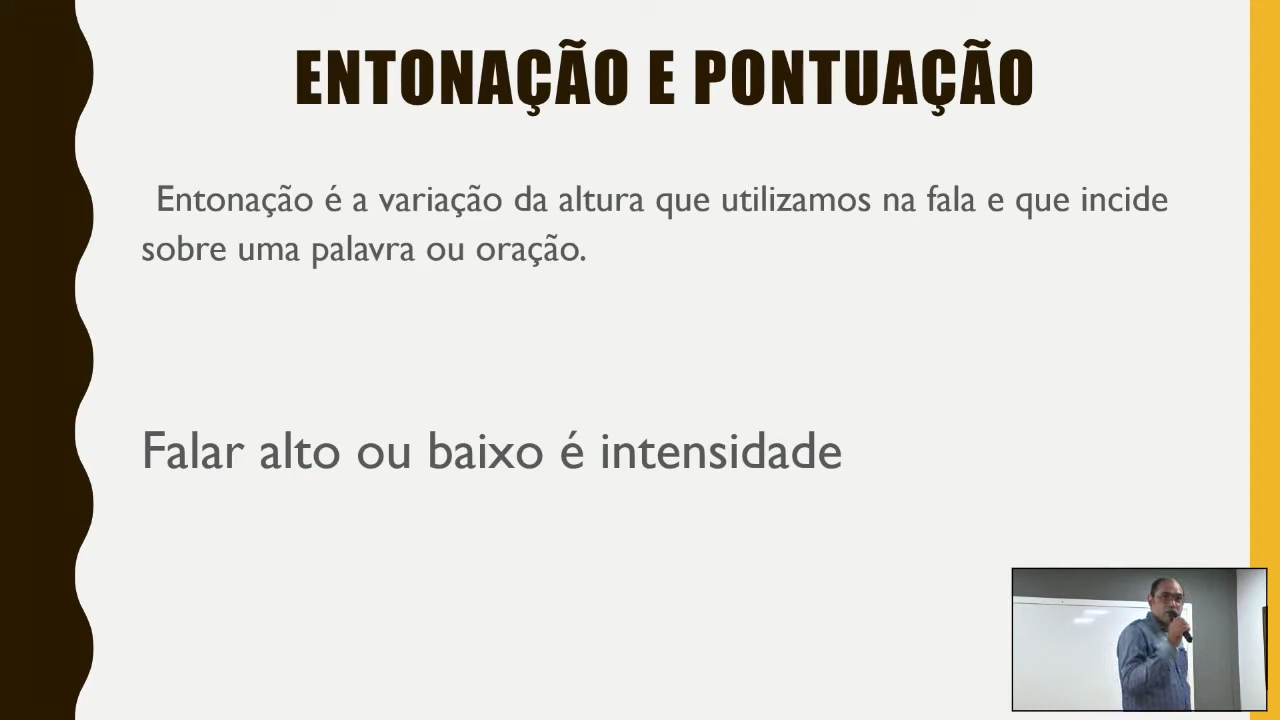 ENTONAÇÃO E PONTUAÇÃO
Entonação é a variação da altura que utilizamos na fala e que incide
sobre uma palavra ou oração.
Falar alto ou baixo é intensidade